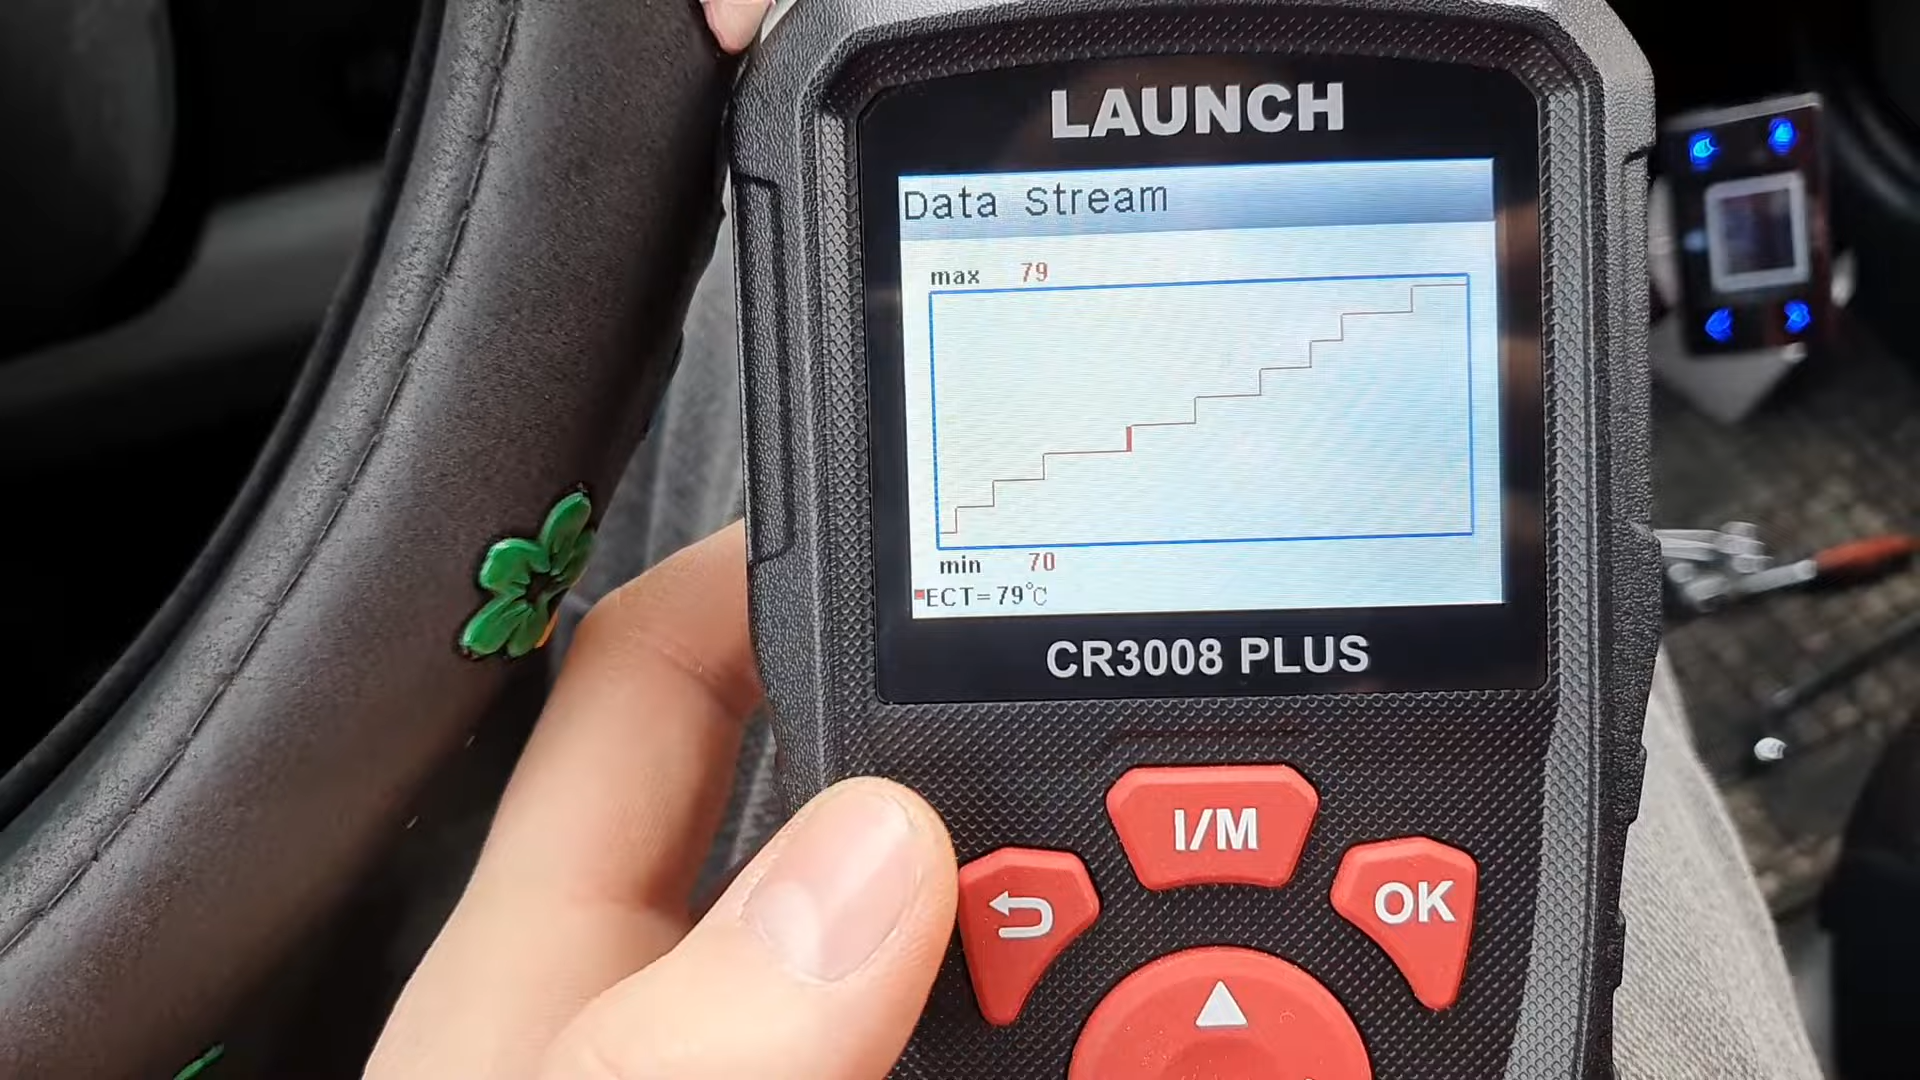 LAUNCH
Data Stream
max 79
min 70
ECT=79℃
CR3008 PLUS
I/M
OK